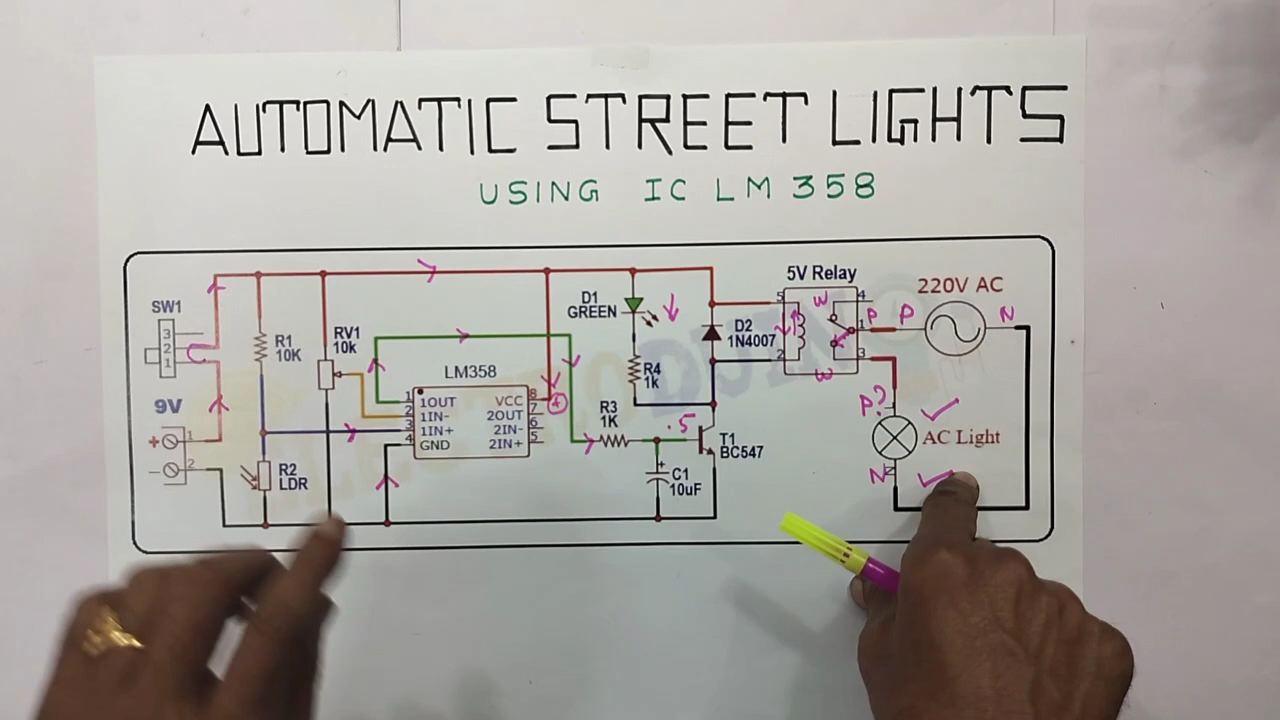 AUTOMATIC STREET LIGHTS
USING IC LM 358
5V Relay
220V AC
SW1
3
2
1
R1
10K
RV1
10k
D1
GREEN
D2
1N4007
5
2
W
W
4
1
3
P
P
N
LM358
1OUT
1IN-
1IN+
GND
1
2
3
4
VCC
2OUT
2IN-
2IN+
8
7
6
5
+
R4
1k
9V
+
1
-
2
R2
LDR
R3
1K
.5
T1
BC547
+
C1
10uF
P?
AC Light
N
2